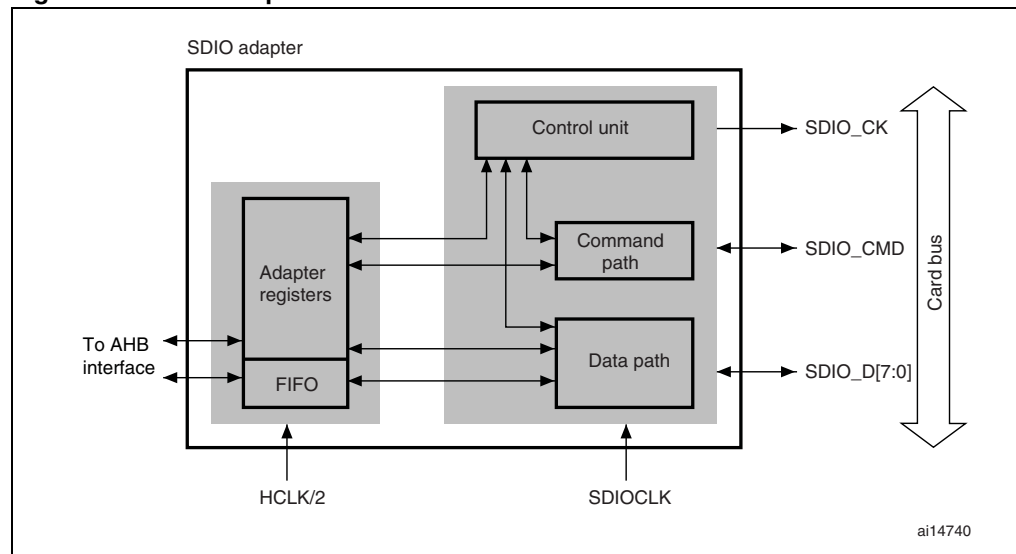 SDIO adapter
Control unit
SDIO_CK
Command
path
SDIO_CMD
Card bus
Adapter
registers
To AHB
interface
FIFO
Data path
SDIO_D[7:0]
HCLK/2
SDIOCLK
ai14740